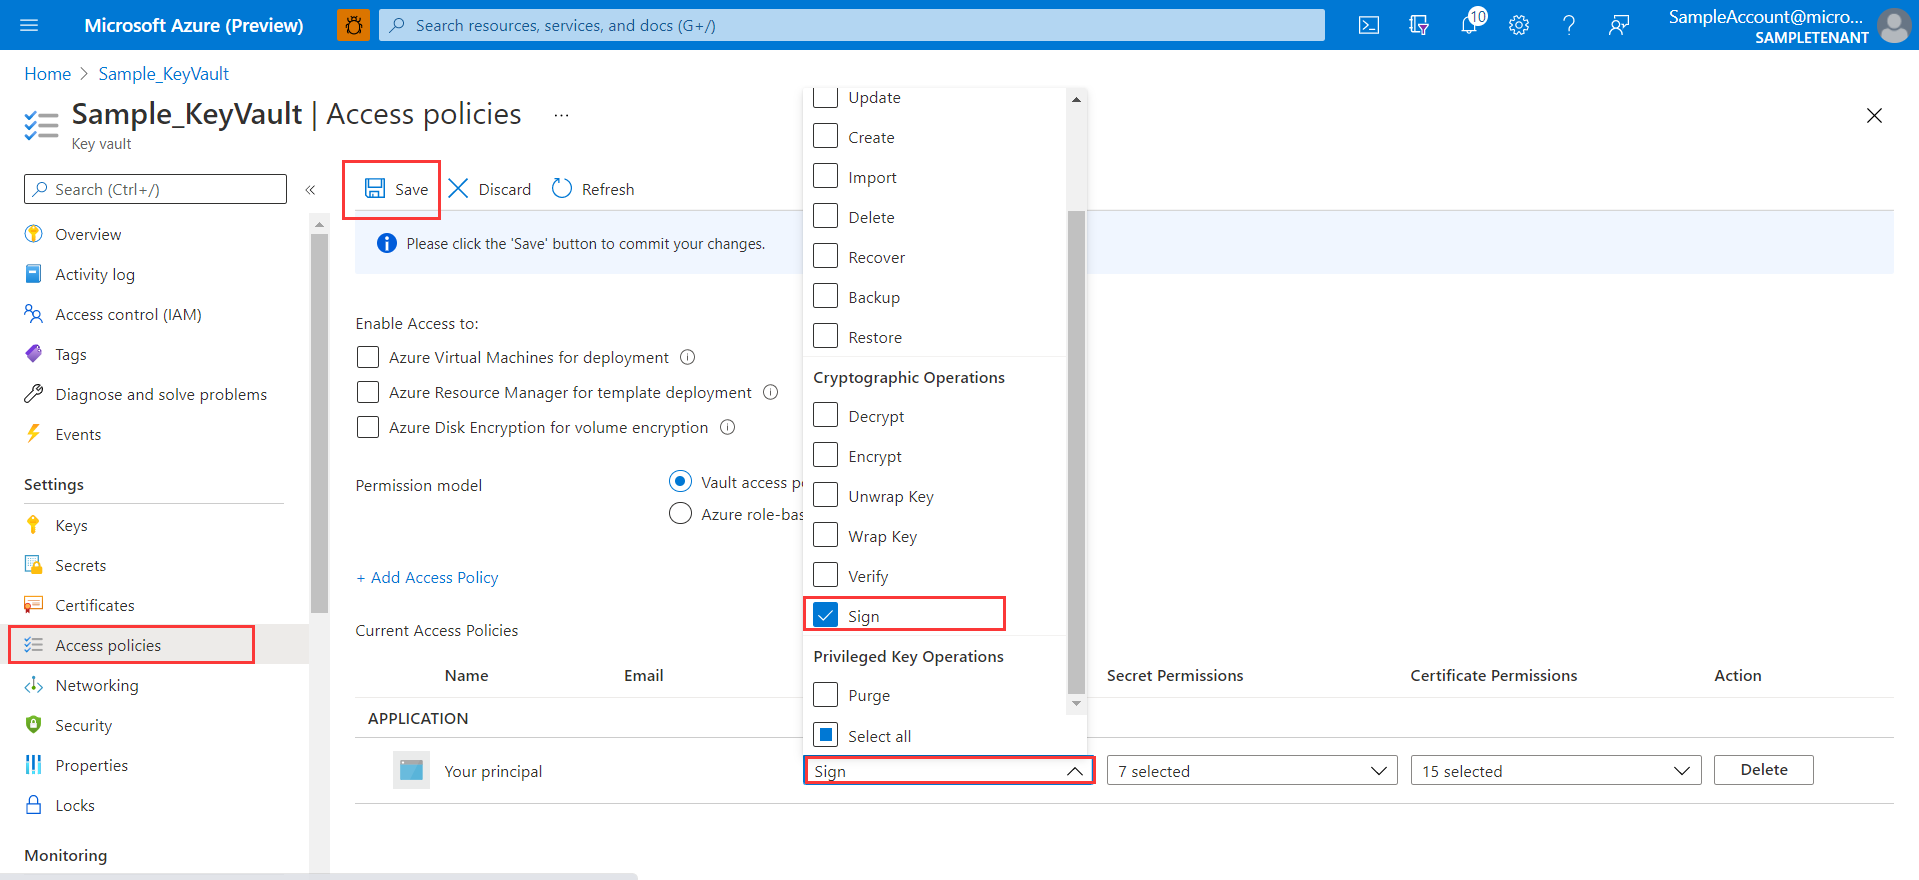 Microsoft Azure (Preview)
Search resources, services, and docs (G+/)
10
SampleAccount@micro...
SAMPLETENANT
Home > Sample_KeyVault
Sample_KeyVault | Access policies ...
Key vault
Search (Ctrl+/)
«
Overview
Activity log
Access control (IAM)
Tags
Diagnose and solve problems
Events
Settings
Keys
Secrets
Certificates
Access policies
Networking
Security
Properties
Locks
Monitoring
Save
Discard
Refresh
Please click the 'Save' button to commit your changes.
Enable Access to:
Azure Virtual Machines for deployment
Azure Resource Manager for template deployment
Azure Disk Encryption for volume encryption
Permission model
Vault access po
Azure role-bas
+ Add Access Policy
Current Access Policies
Name
Email
Secret Permissions
Certificate Permissions
Action
APPLICATION
Your principal
Update
Create
Import
Delete
Recover
Backup
Restore
Cryptographic Operations
Decrypt
Encrypt
Unwrap Key
Wrap Key
Verify
Sign
Privileged Key Operations
Purge
Select all
Sign
7 selected
15 selected
Delete